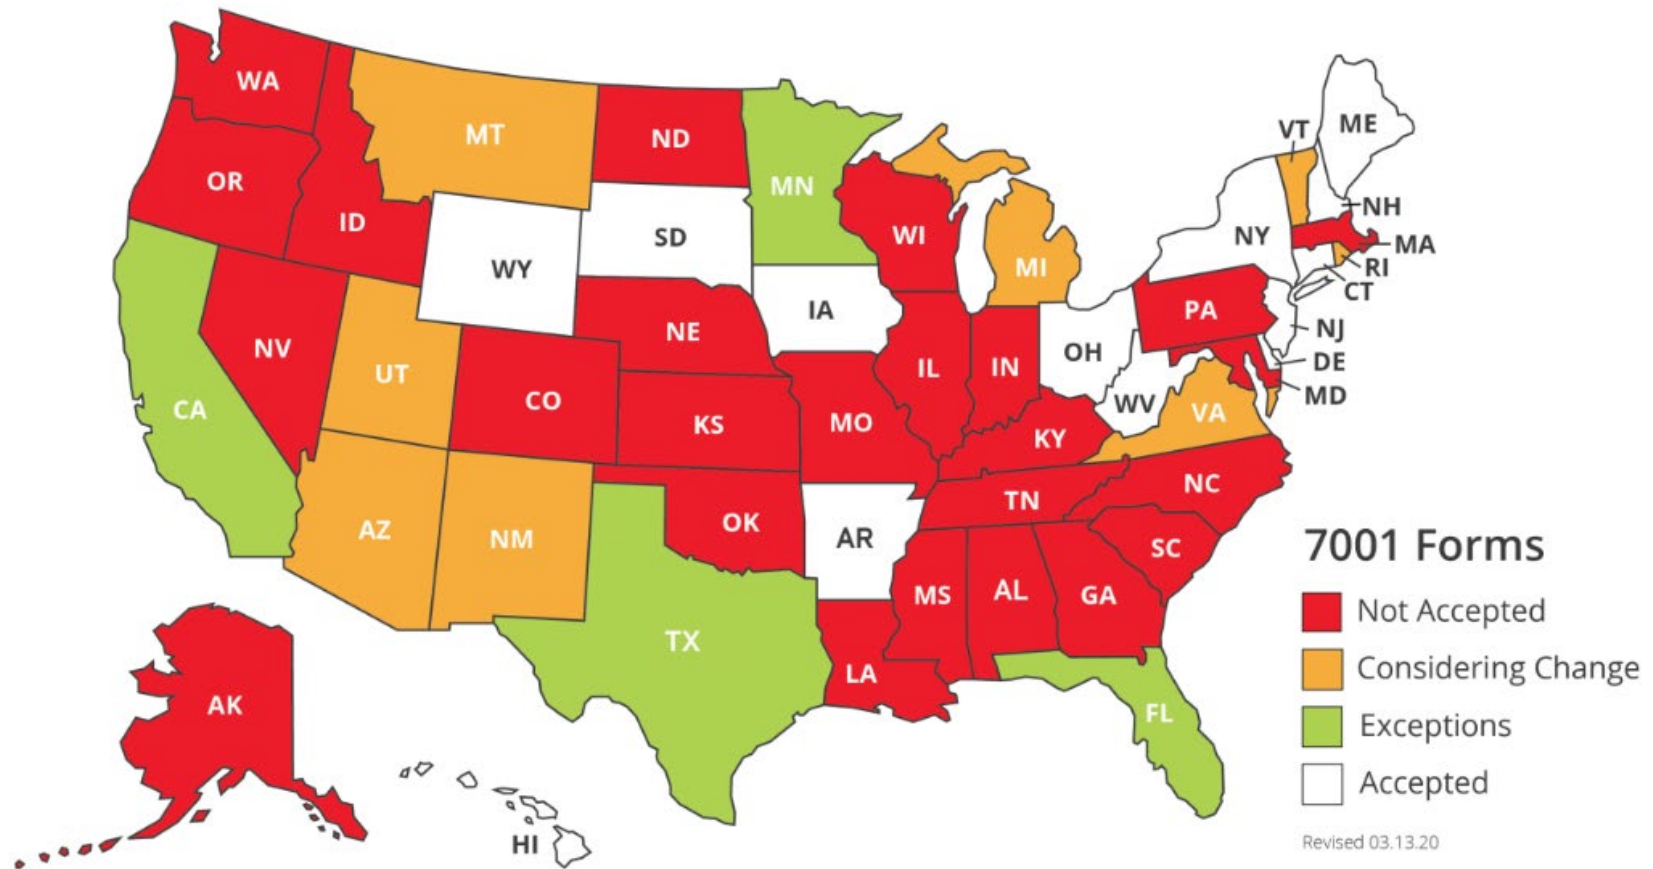 WA
MT
ND
MN
VT
ME
OR
ID
SD
WI
NY
NH
MA
WY
MI
RI
CT
IA
PA
NJ
NE
OH
DE
NV
UT
IL
IN
MD
CO
WV
VA
CA
KS
MO
KY
NC
TN
AZ
NM
OK
AR
SC
MS
AL
GA
TX
LA
AK
FL
HI
7001 Forms
Not Accepted
Considering Change
Exceptions
Accepted
Revised 03.13.20